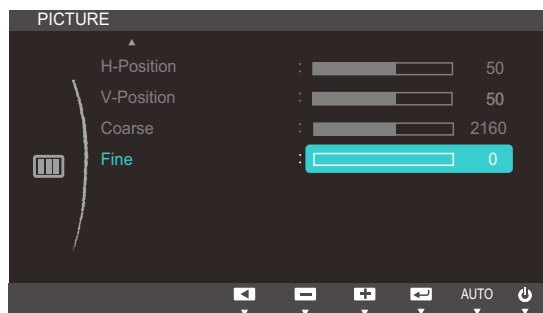 PICTURE
H-Position : 50
V-Position : 50
Coarse : 2160
Fine : 0
AUTO